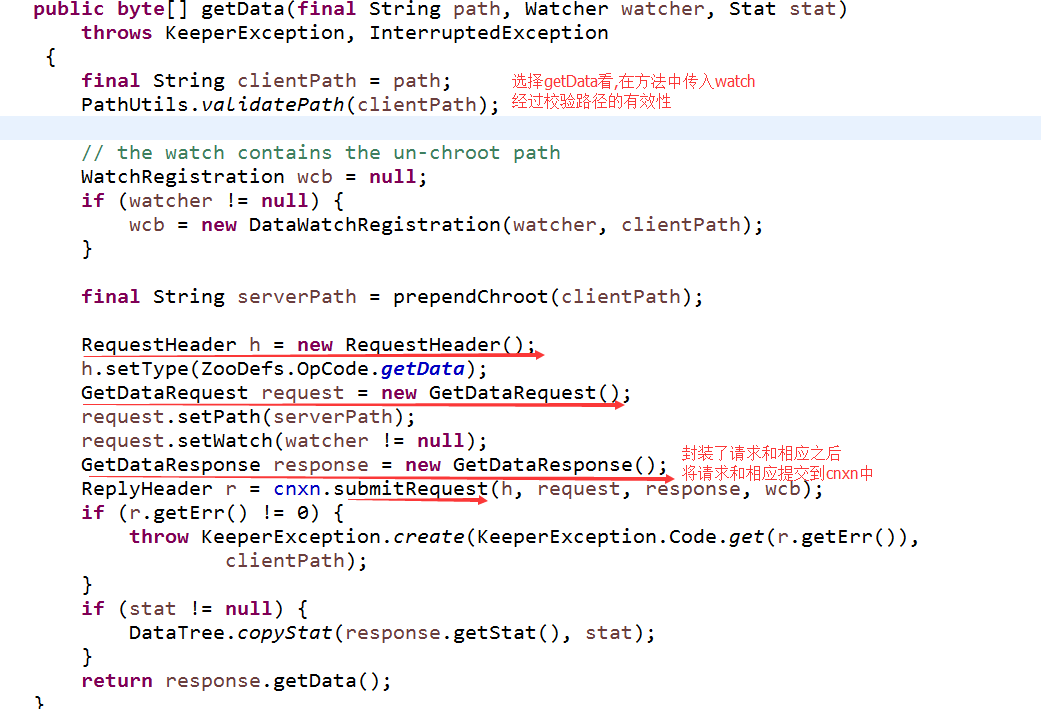 public byte[] getData(final String path, Watcher watcher, Stat stat)
throws KeeperException, InterruptedException
{
final String clientPath = path;
选择getData看,在方法中传入watch
PathUtils.validatePath(clientPath);
经过校验路径的有效性
// the watch contains the un-chroot path
WatchRegistration wcb = null;
if (watcher != null) {
wcb = new DataWatchRegistration(watcher, clientPath);
}
final String serverPath = prependChroot(clientPath);
RequestHeader h = new RequestHeader();
h.setType(ZooDefs.OpCode.getData);
GetDataRequest request = new GetDataRequest();
request.setPath(serverPath);
request.setWatch(watcher != null);
封装了请求和相应之后
GetDataResponse response = new GetDataResponse();
将请求和相应提交到cnxn中
ReplyHeader r = cnxn.submitRequest(h, request, response, wcb);
if (r.getErr() != 0) {
throw KeeperException.create(KeeperException.Code.get(r.getErr()),
clientPath);
}
if (stat != null) {
DataTree.copyStat(response.getStat(), stat);
}
return response.getData();
}